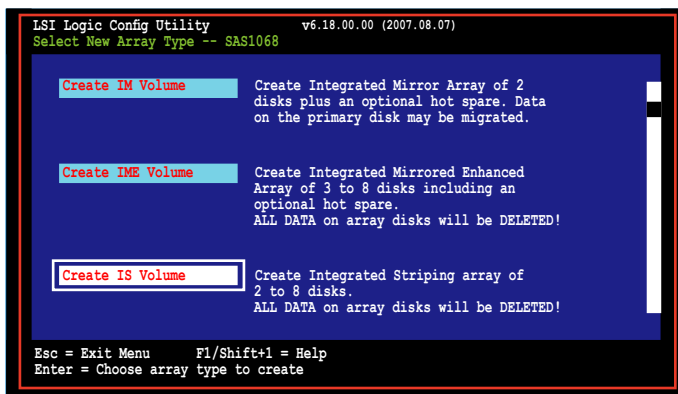 LSI Logic Config Utility v6.18.00.00 (2007.08.07)
Select New Array Type -- SAS1068
Create IM Volume Create Integrated Mirror Array of 2
disks plus an optional hot spare. Data
on the primary disk may be migrated.
Create IME Volume Create Integrated Mirrored Enhanced
Array of 3 to 8 disks including an
optional hot spare.
ALL DATA on array disks will be DELETED!
Create IS Volume Create Integrated Striping array of
2 to 8 disks.
ALL DATA on array disks will be DELETED!
Esc = Exit Menu F1/Shift+1 = Help
Enter = Choose array type to create